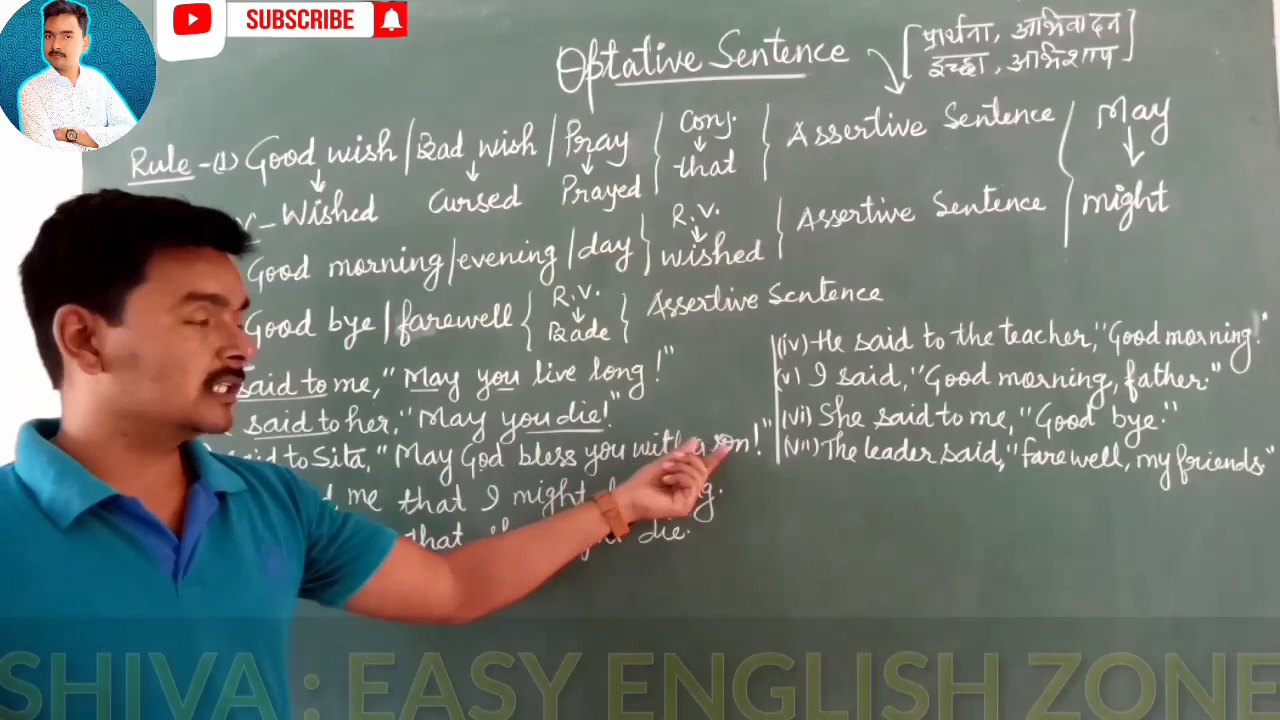 SUBSCRIBE
Optative Sentence
[प्रार्थना, अभिवादन
इच्छा, अभिशाप]
Rule-(1) Good wish / Bad wish / Pray { Conj. ↓ that } Assertive Sentence / May
↓ Wished ↓ Cursed ↓ Prayed ↓ might
Good morning/evening/day } R.V. ↓ wished } Assertive Sentence
Good bye/farewell { R.V. ↓ Bade } Assertive Sentence
said to me, "May you live long!"
said to her, "May you die!"
to Sita, "May God bless you with a son!"
me that I might
that might die.
(iv) He said to the teacher, "Good morning!"
(v) I said, "Good morning, father."
(vi) She said to me, "Good bye."
(vii) The leader said, "farewell, my friends."
SHIVA : EASY ENGLISH ZONE